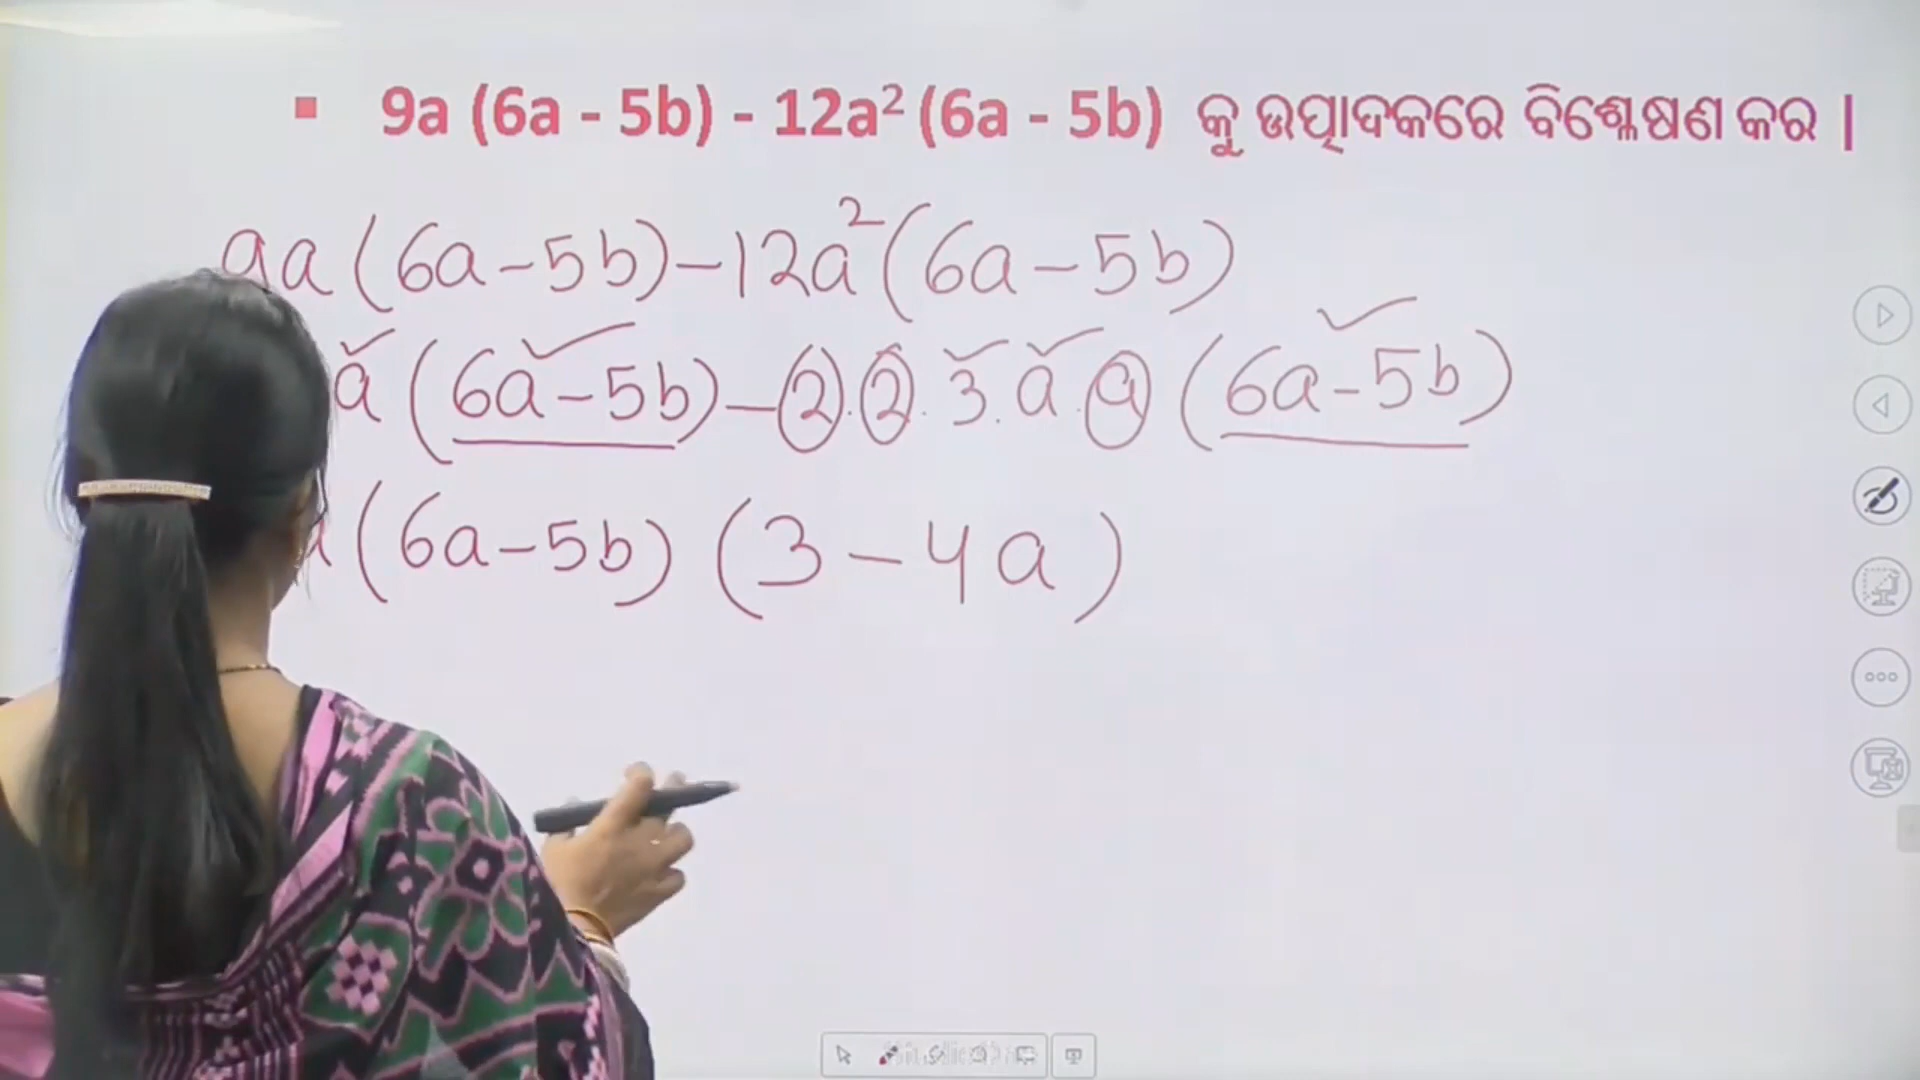 ▪ 9a (6a - 5b) - 12a² (6a - 5b) କୁ ଉତ୍ପାଦକରେ ବିଶ୍ଳେଷଣ କର |
9a (6a - 5b) - 12a² (6a - 5b)
a (6a - 5b) - 2 . 2 . 3 . a . a (6a - 5b)
(6a - 5b) (3 - 4a)